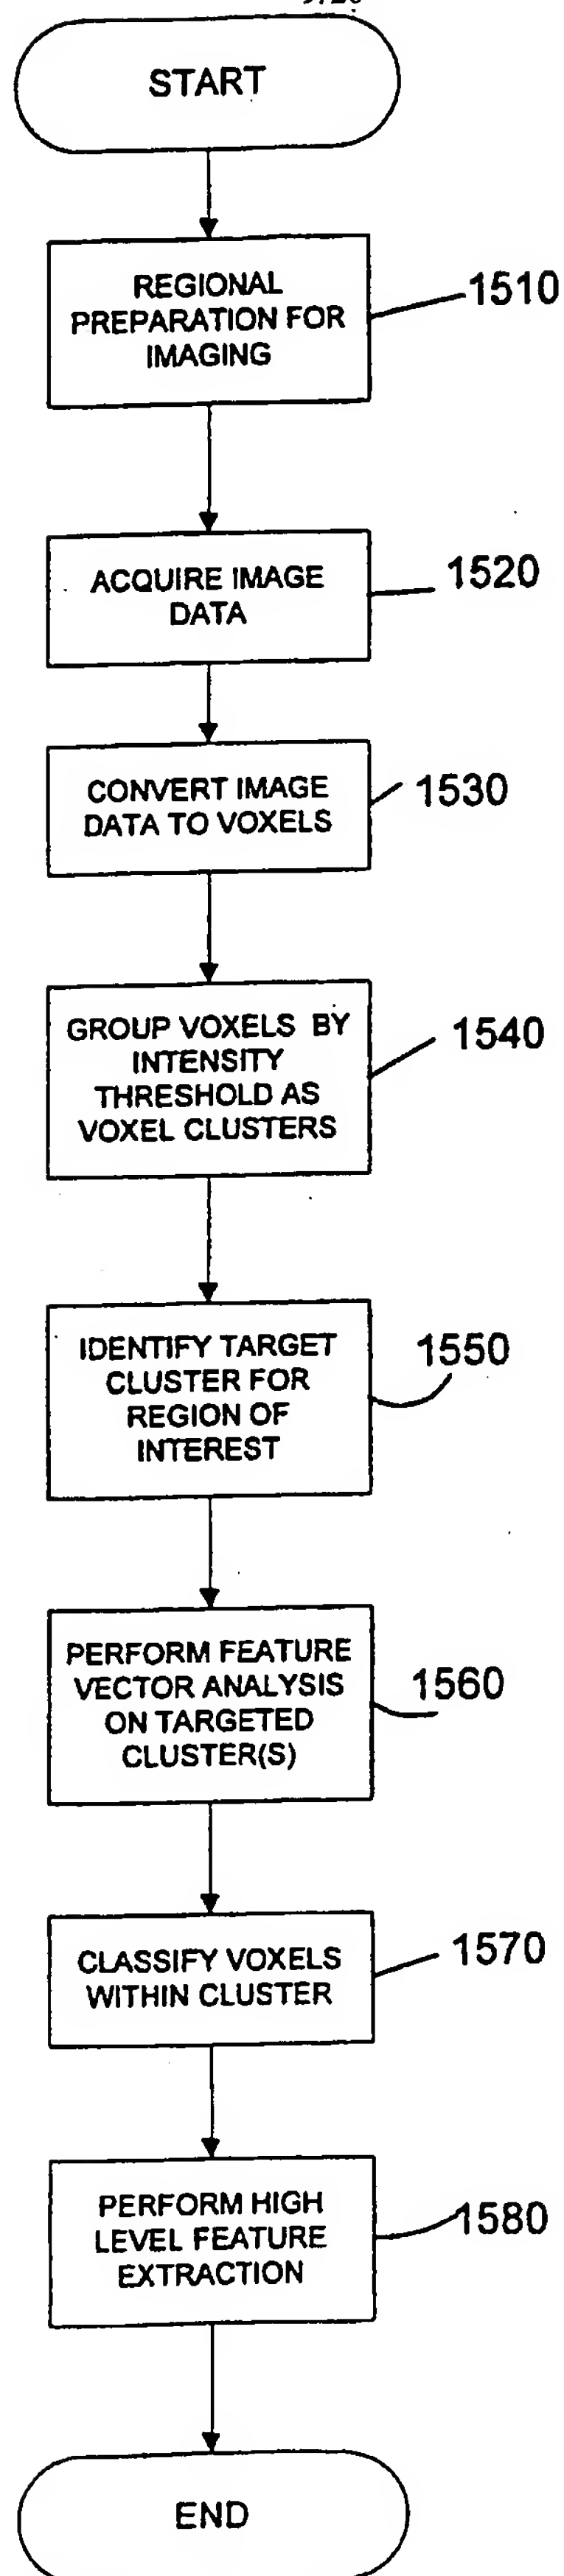 START
REGIONAL
PREPARATION FOR
IMAGING
1510
ACQUIRE IMAGE
DATA
1520
CONVERT IMAGE
DATA TO VOXELS
1530
GROUP VOXELS BY
INTENSITY
THRESHOLD AS
VOXEL CLUSTERS
1540
IDENTIFY TARGET
CLUSTER FOR
REGION OF
INTEREST
1550
PERFORM FEATURE
VECTOR ANALYSIS
ON TARGETED
CLUSTER(S)
1560
CLASSIFY VOXELS
WITHIN CLUSTER
1570
PERFORM HIGH
LEVEL FEATURE
EXTRACTION
1580
END